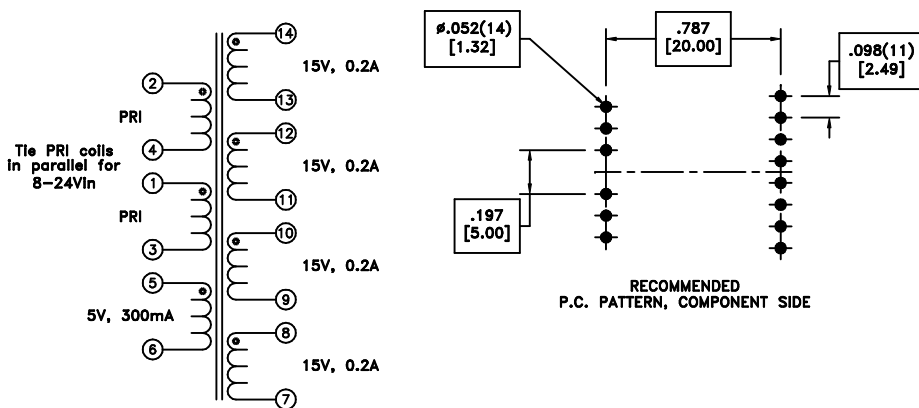 14
15V, 0.2A
13
2
PRI
4
12
15V, 0.2A
11
Tie PRI coils
in parallel for
8-24Vin
1
PRI
3
10
15V, 0.2A
9
5
5V, 300mA
6
8
15V, 0.2A
7
ø.052(14)
[1.32]
.787
[20.00]
.098(11)
[2.49]
.197
[5.00]
RECOMMENDED
P.C. PATTERN, COMPONENT SIDE